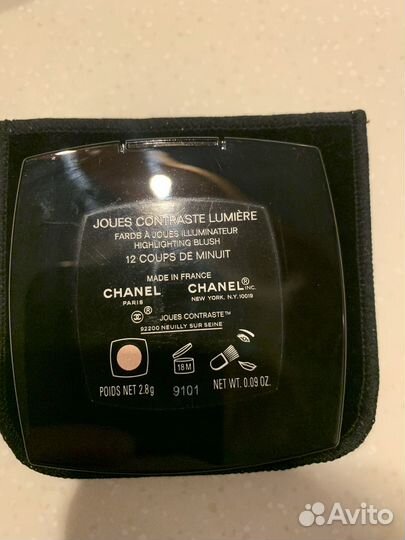 JOUES CONTRASTE LUMIÈRE
FARDS À JOUES ILLUMINATEUR
HIGHLIGHTING BLUSH
12 COUPS DE MINUIT
MADE IN FRANCE
CHANEL CHANEL® INC.
PARIS NEW YORK, N.Y. 10019
® JOUES CONTRASTE™
92200 NEUILLY SUR SEINE
18 M
POIDS NET 2.8g 9101 NET WT. 0.09 OZ.
Avito